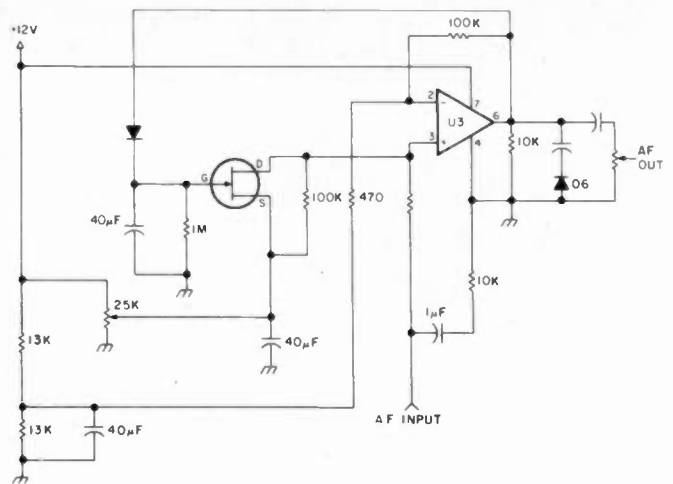 +12V
100K
2
-
7
U3
6
3
+
4
10K
D6
AF
OUT
G
D
S
40µF
1M
100K
470
10K
25K
1µF
13K
40µF
AF INPUT
13K
40µF